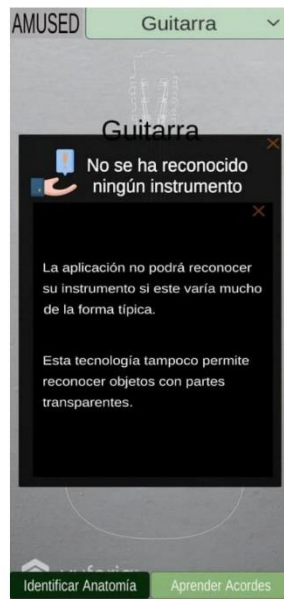 AMUSED
Guitarra
Guitarra
No se ha reconocido
ningún instrumento
La aplicación no podrá reconocer
su instrumento si este varía mucho
de la forma típica.
Esta tecnología tampoco permite
reconocer objetos con partes
transparentes.
Identificar Anatomía
Aprender Acordes